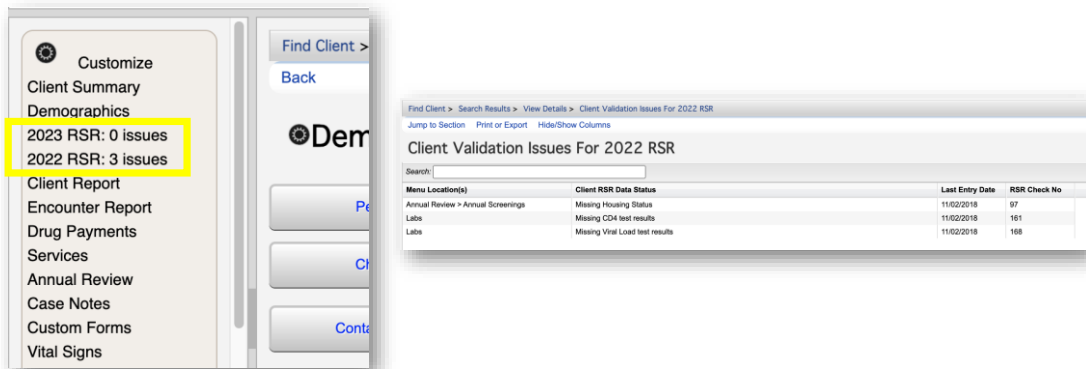 Customize
Client Summary
Demographics
2023 RSR: 0 issues
2022 RSR: 3 issues
Client Report
Encounter Report
Drug Payments
Services
Annual Review
Case Notes
Custom Forms
Vital Signs
Find Client >
Back
Dem
Pe
Ch
Conta
Find Client > Search Results > View Details > Client Validation Issues For 2022 RSR
Jump to Section Print or Export Hide/Show Columns
Client Validation Issues For 2022 RSR
Search:
Menu Location(s) Client RSR Data Status Last Entry Date RSR Check No
Annual Review > Annual Screenings Missing Housing Status 11/02/2018 97
Labs Missing CD4 test results 11/02/2018 161
Labs Missing Viral Load test results 11/02/2018 168